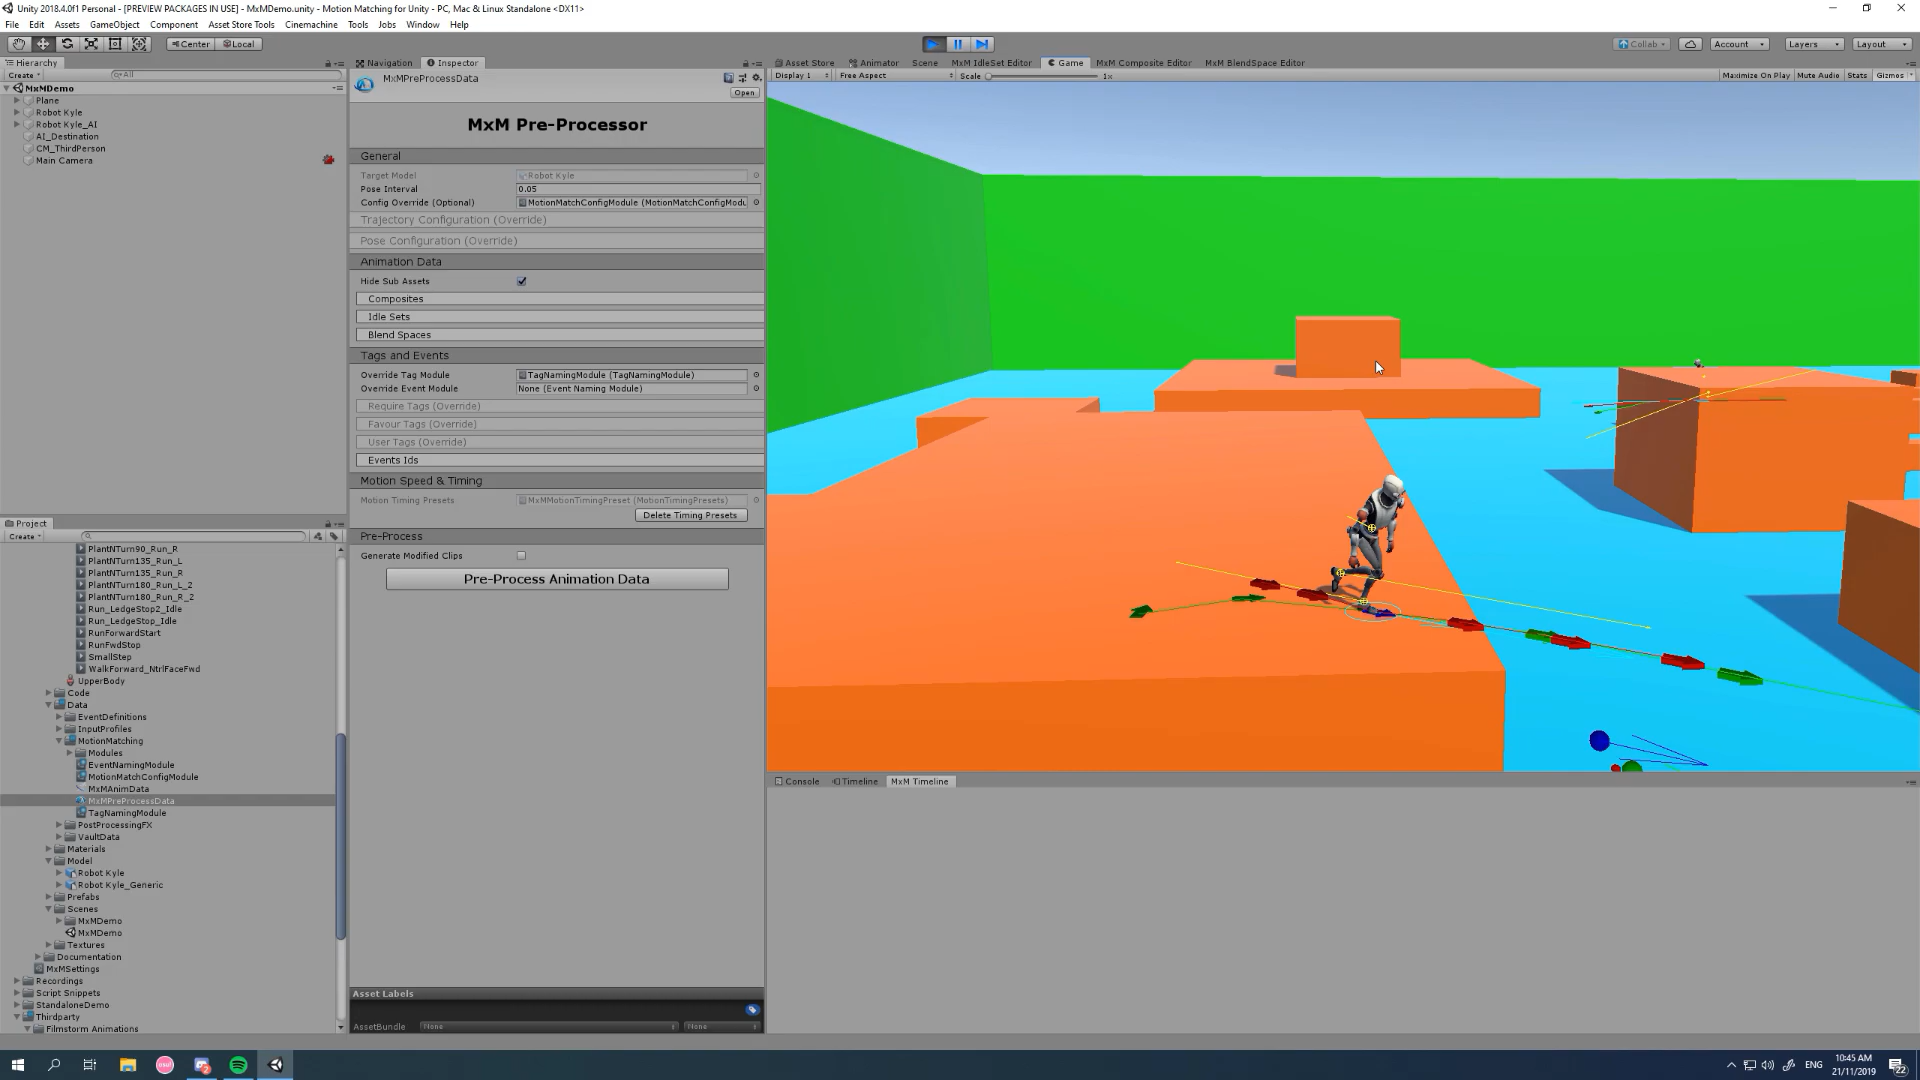 Unity 2018.4.0f1 Personal - [PREVIEW PACKAGES IN USE] - MxMDemo.unity - Motion Matching for Unity - PC, Mac & Linux Standalone <DX11>
File Edit Assets GameObject Component Asset Store Tools Cinemachine Tools Jobs Window Help
Center Local Collab Account Layers Layout
Hierarchy
Create All
MxMDemo
Plane
Robot Kyle
Robot Kyle_AI
AI_Destination
CM_ThirdPerson
Main Camera
Project
Create
PlantNTurn90_Run_R
PlantNTurn135_Run_L
PlantNTurn135_Run_R
PlantNTurn180_Run_L_2
PlantNTurn180_Run_R_2
Run_LedgeStop2_Idle
Run_LedgeStop_Idle
RunForwardStart
RunFwdStop
SmallStep
WalkForward_NtrlFaceFwd
UpperBody
Code
Data
EventDefinitions
InputProfiles
MotionMatching
Modules
EventNamingModule
MotionMatchConfigModule
MxMAnimData
MxMPreProcessData
TagNamingModule
PostProcessingFX
VaultData
Materials
Model
Robot Kyle
Robot Kyle_Generic
Prefabs
Scenes
MxMDemo
MxMDemo
Textures
Documentation
MxMSettings
Recordings
Script Snippets
StandaloneDemo
Thirdparty
Filmstorm Animations
Navigation Inspector
MxMPreProcessData
Open
MxM Pre-Processor
General
Target Model Robot Kyle
Pose Interval 0.05
Config Override (Optional) MotionMatchConfigModule (MotionMatchConfigModu
Trajectory Configuration (Override)
Pose Configuration (Override)
Animation Data
Hide Sub Assets
Composites
Idle Sets
Blend Spaces
Tags and Events
Override Tag Module TagNamingModule (TagNamingModule)
Override Event Module None (Event Naming Module)
Require Tags (Override)
Favour Tags (Override)
User Tags (Override)
Events Ids
Motion Speed & Timing
Motion Timing Presets MxMMotionTimingPreset (MotionTimingPresets)
Delete Timing Presets
Pre-Process
Generate Modified Clips
Pre-Process Animation Data
Asset Labels
AssetBundle None None
Asset Store Animator Scene MxM IdleSet Editor Game MxM Composite Editor MxM BlendSpace Editor
Display 1 Free Aspect Scale 1x Maximize On Play Mute Audio Stats Gizmos
Console Timeline MxM Timeline
ENG
10:45 AM
21/11/2019
22